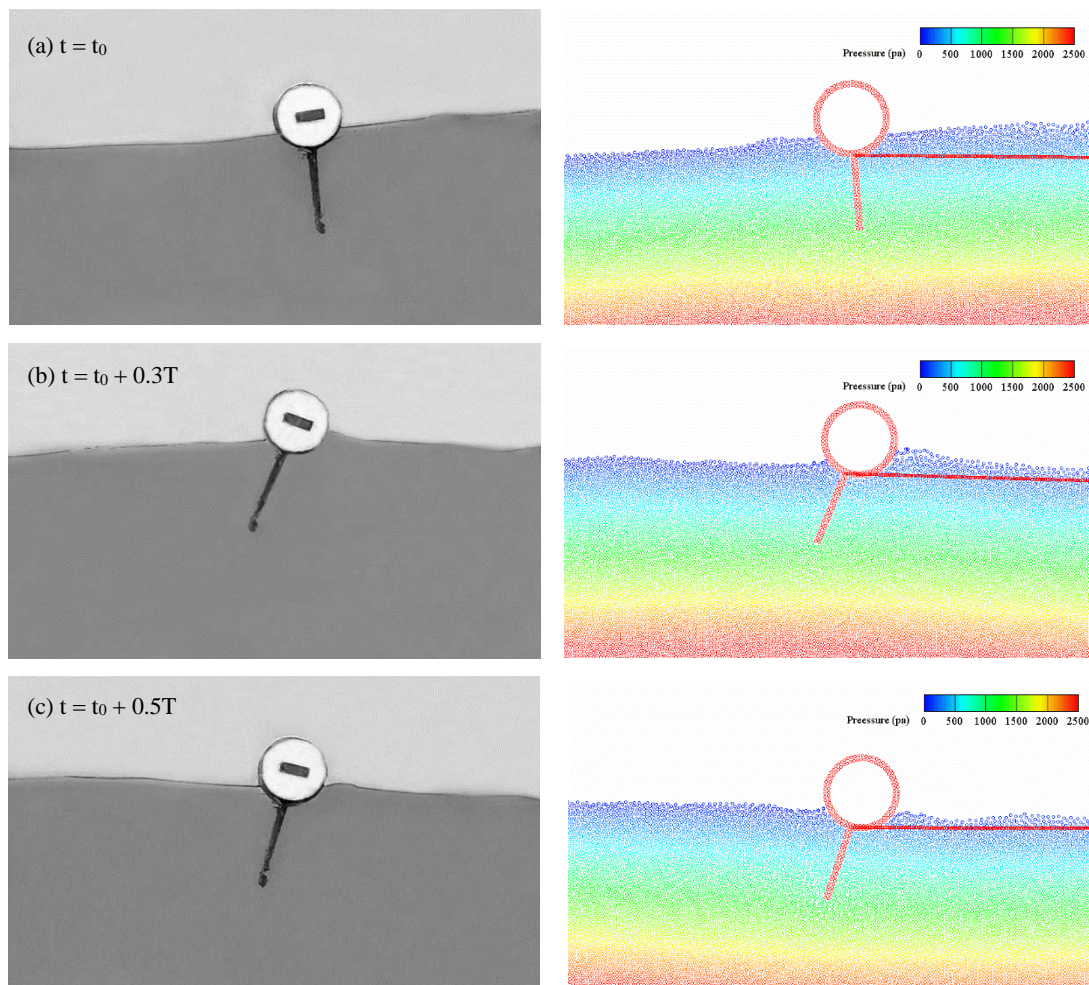 (a) t = t₀
Preessure (pa) 0 500 1000 1500 2000 2500
(b) t = t₀ + 0.3T
Preessure (pa) 0 500 1000 1500 2000 2500
(c) t = t₀ + 0.5T
Preessure (pa) 0 500 1000 1500 2000 2500